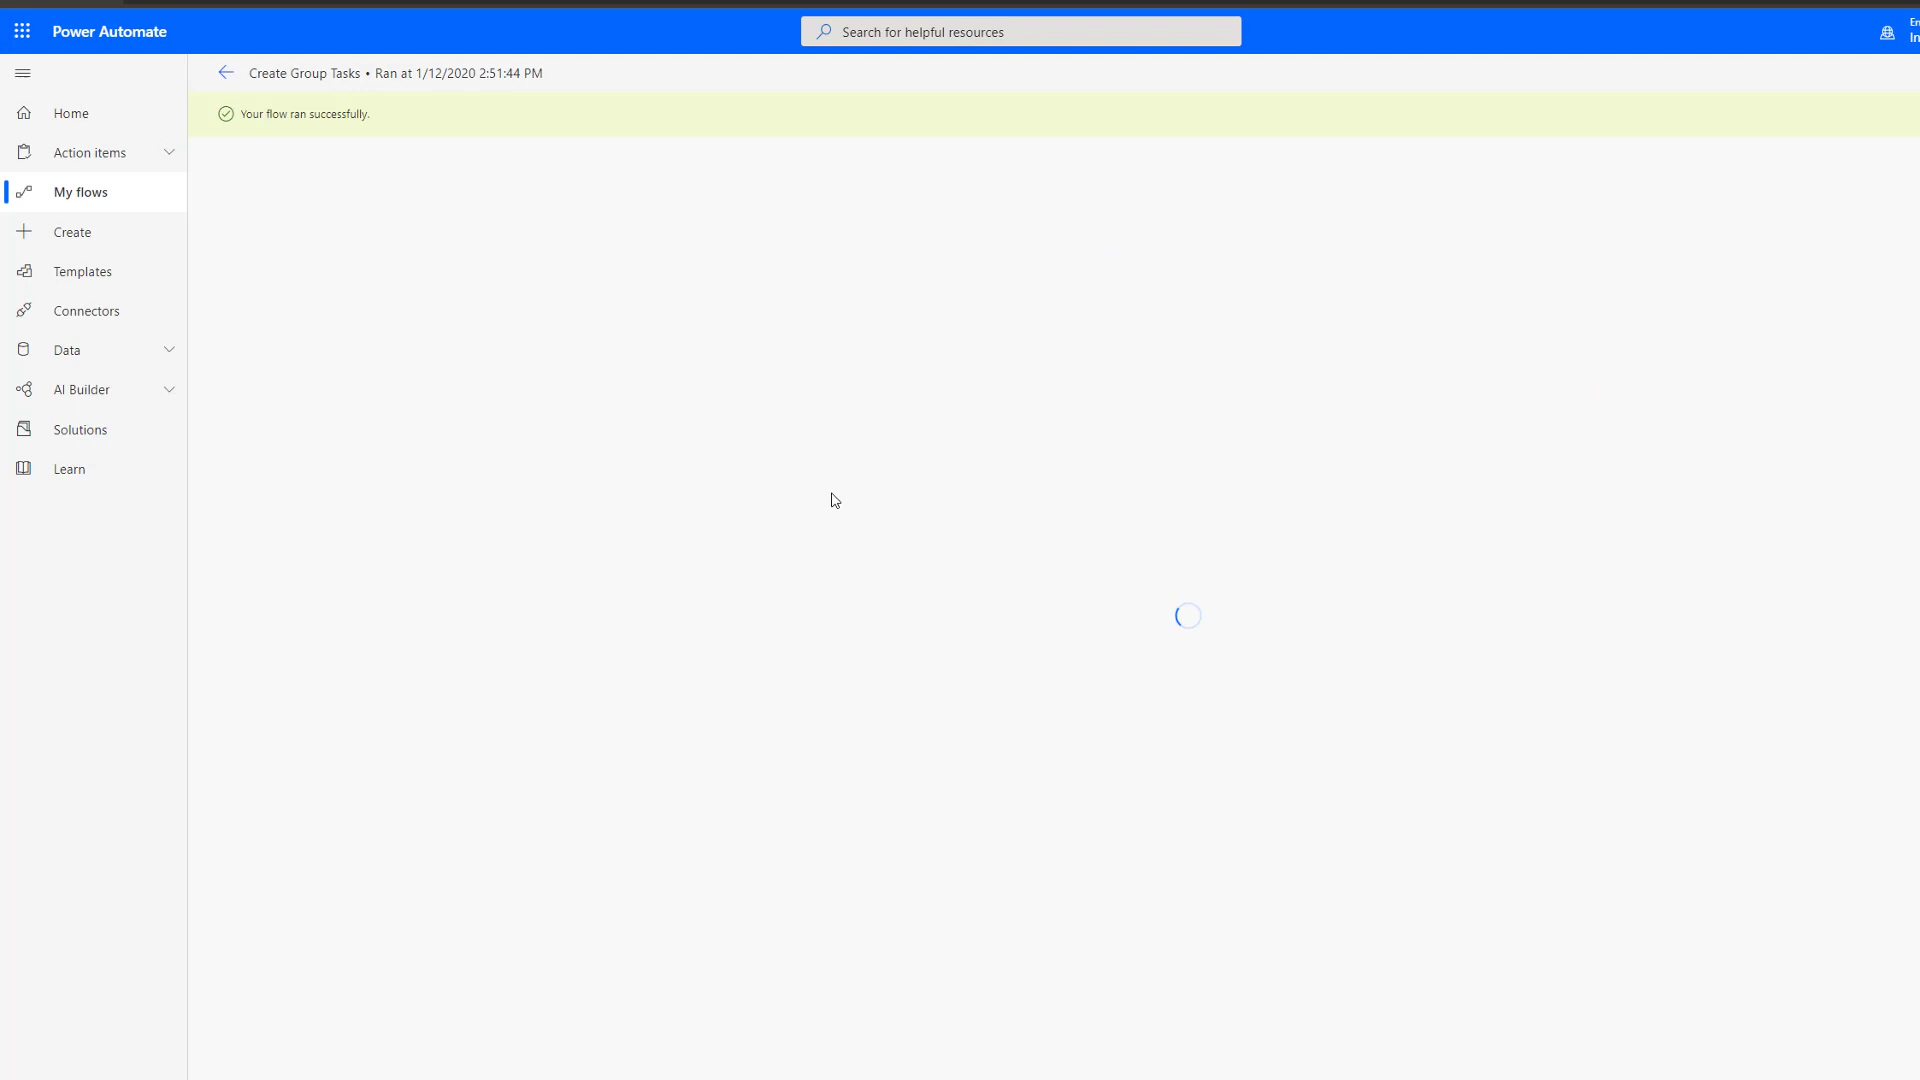 Power Automate
Search for helpful resources
Create Group Tasks • Ran at 1/12/2020 2:51:44 PM
Your flow ran successfully.
Home
Action items
My flows
Create
Templates
Connectors
Data
AI Builder
Solutions
Learn